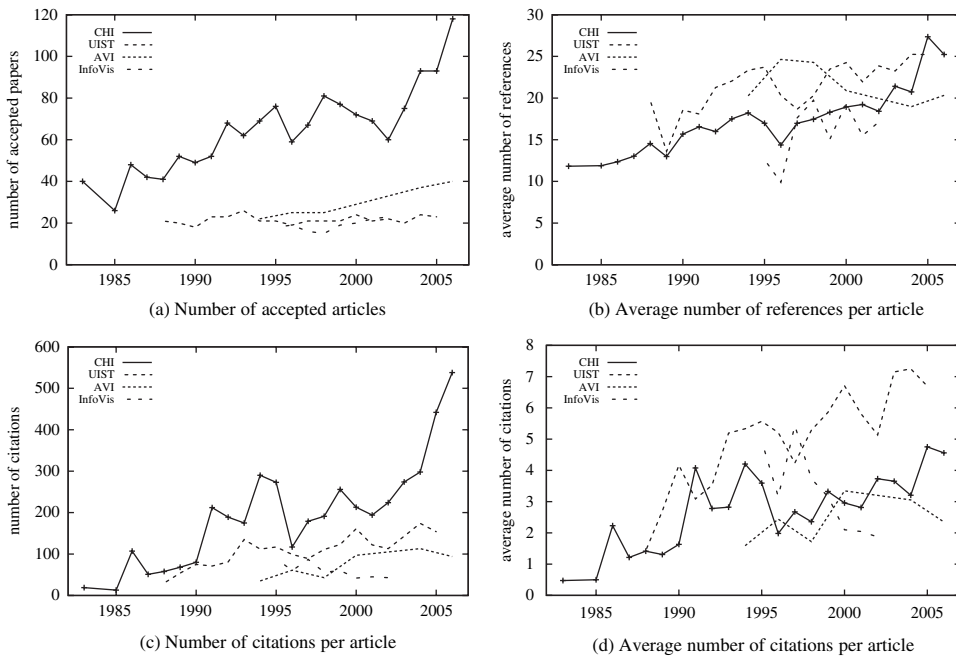 120
100
80
60
40
20
0
number of accepted papers
CHI
UIST
AVI
InfoVis
1985
1990
1995
2000
2005
(a) Number of accepted articles
30
25
20
15
10
5
0
average number of references
CHI
UIST
AVI
InfoVis
1985
1990
1995
2000
2005
(b) Average number of references per article
600
500
400
300
200
100
0
number of citations
CHI
UIST
AVI
InfoVis
1985
1990
1995
2000
2005
(c) Number of citations per article
8
7
6
5
4
3
2
1
0
average number of citations
CHI
UIST
AVI
InfoVis
1985
1990
1995
2000
2005
(d) Average number of citations per article